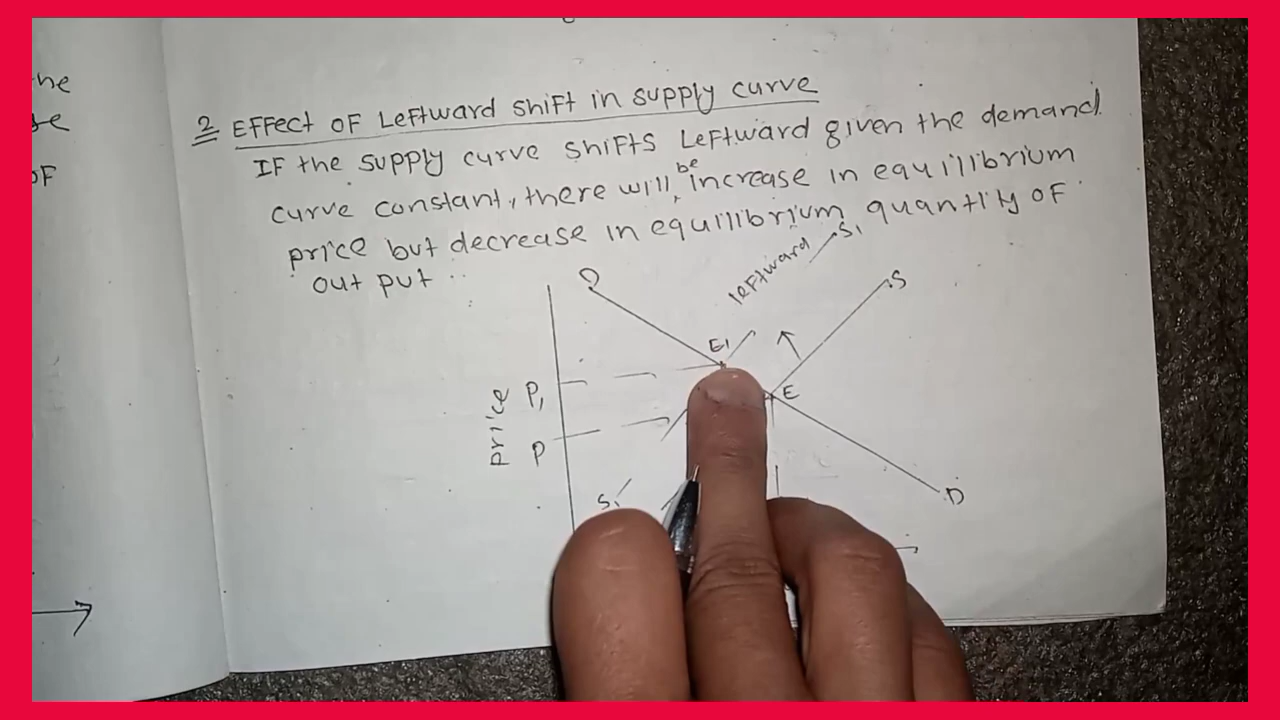 he
OF
2 Effect OF Leftward shift in supply curve
IF the supply curve shifts Leftward given the demand
curve constant, there will be increase in equilibrium
price but decrease in equilibrium quantity of
out put
D
leftward
S1
S
E1
E
Price
P1
P
S1
D